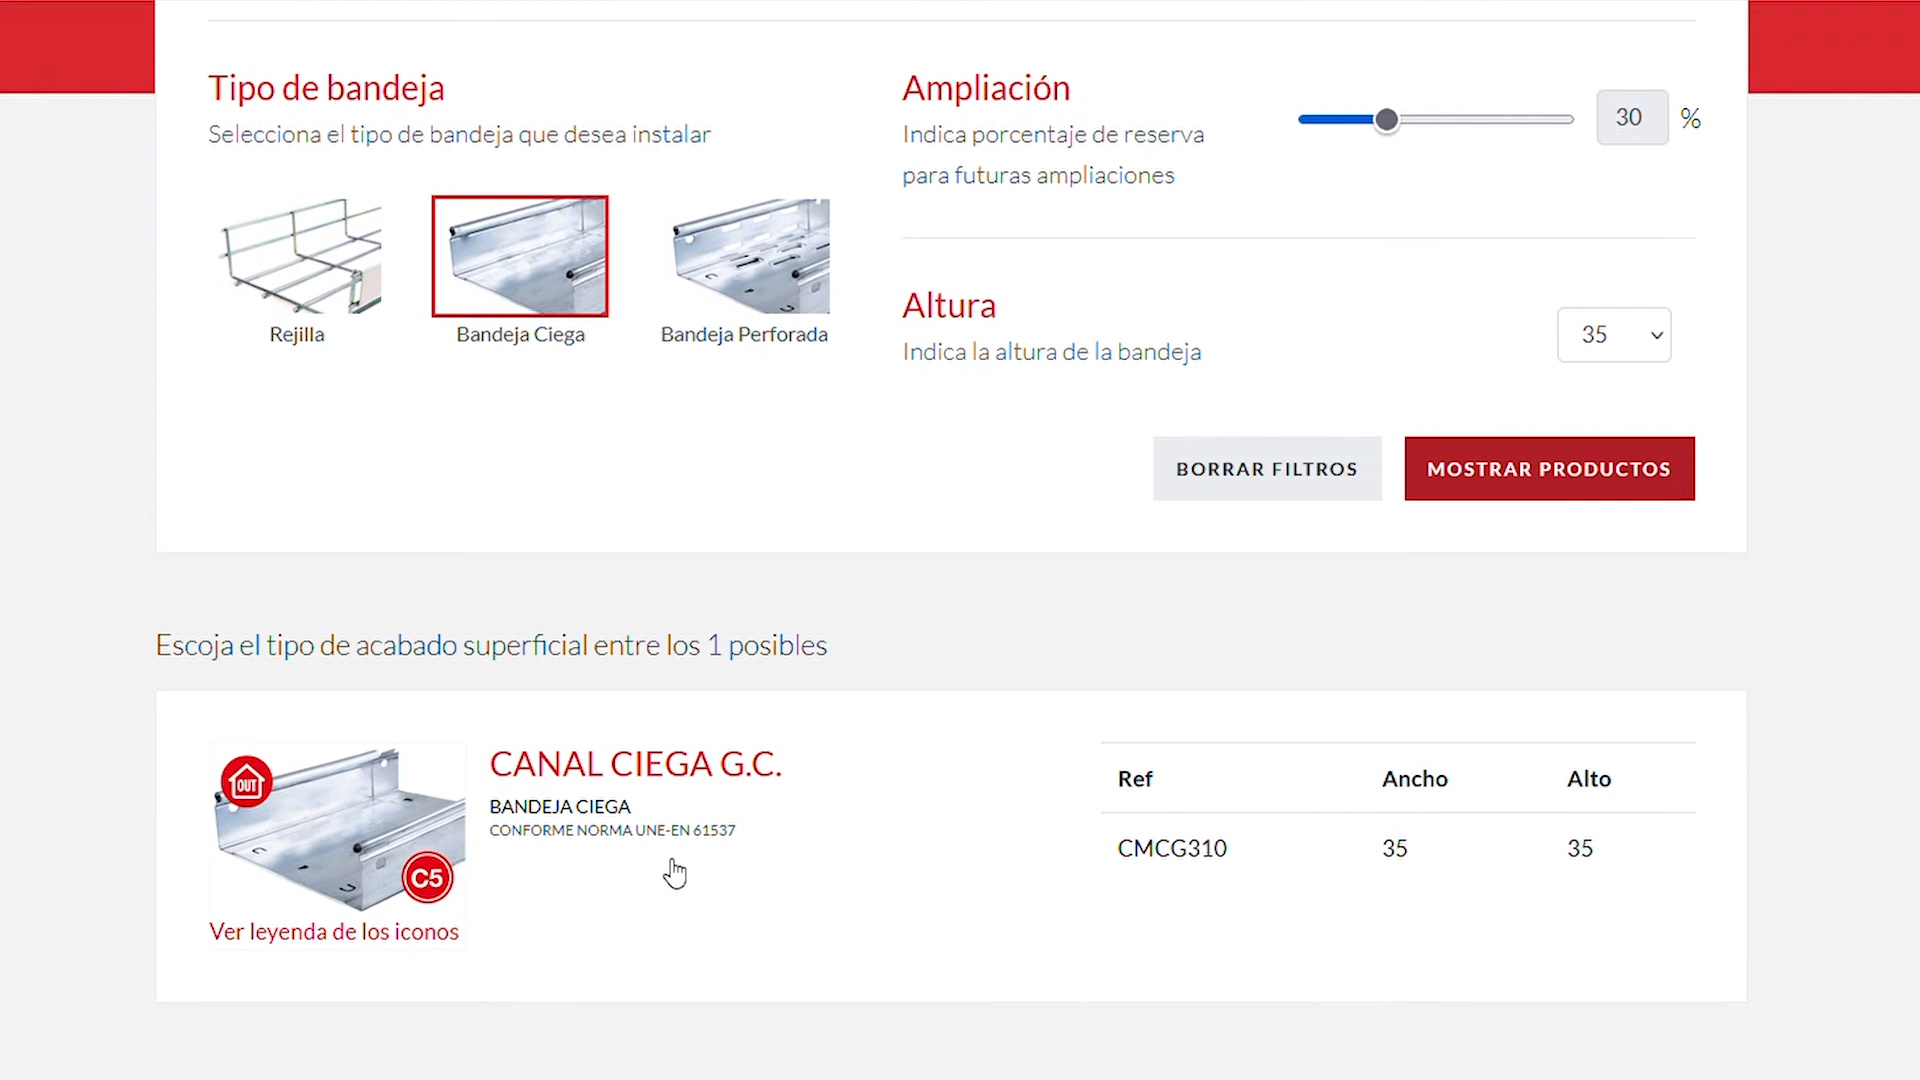 Tipo de bandeja
Selecciona el tipo de bandeja que desea instalar
Rejilla
Bandeja Ciega
Bandeja Perforada
Ampliación
Indica porcentaje de reserva
para futuras ampliaciones
30 %
Altura
Indica la altura de la bandeja
35
BORRAR FILTROS
MOSTRAR PRODUCTOS
Escoja el tipo de acabado superficial entre los 1 posibles
OUT
C5
Ver leyenda de los iconos
CANAL CIEGA G.C.
BANDEJA CIEGA
CONFORME NORMA UNE-EN 61537
Ref Ancho Alto
CMCG310 35 35